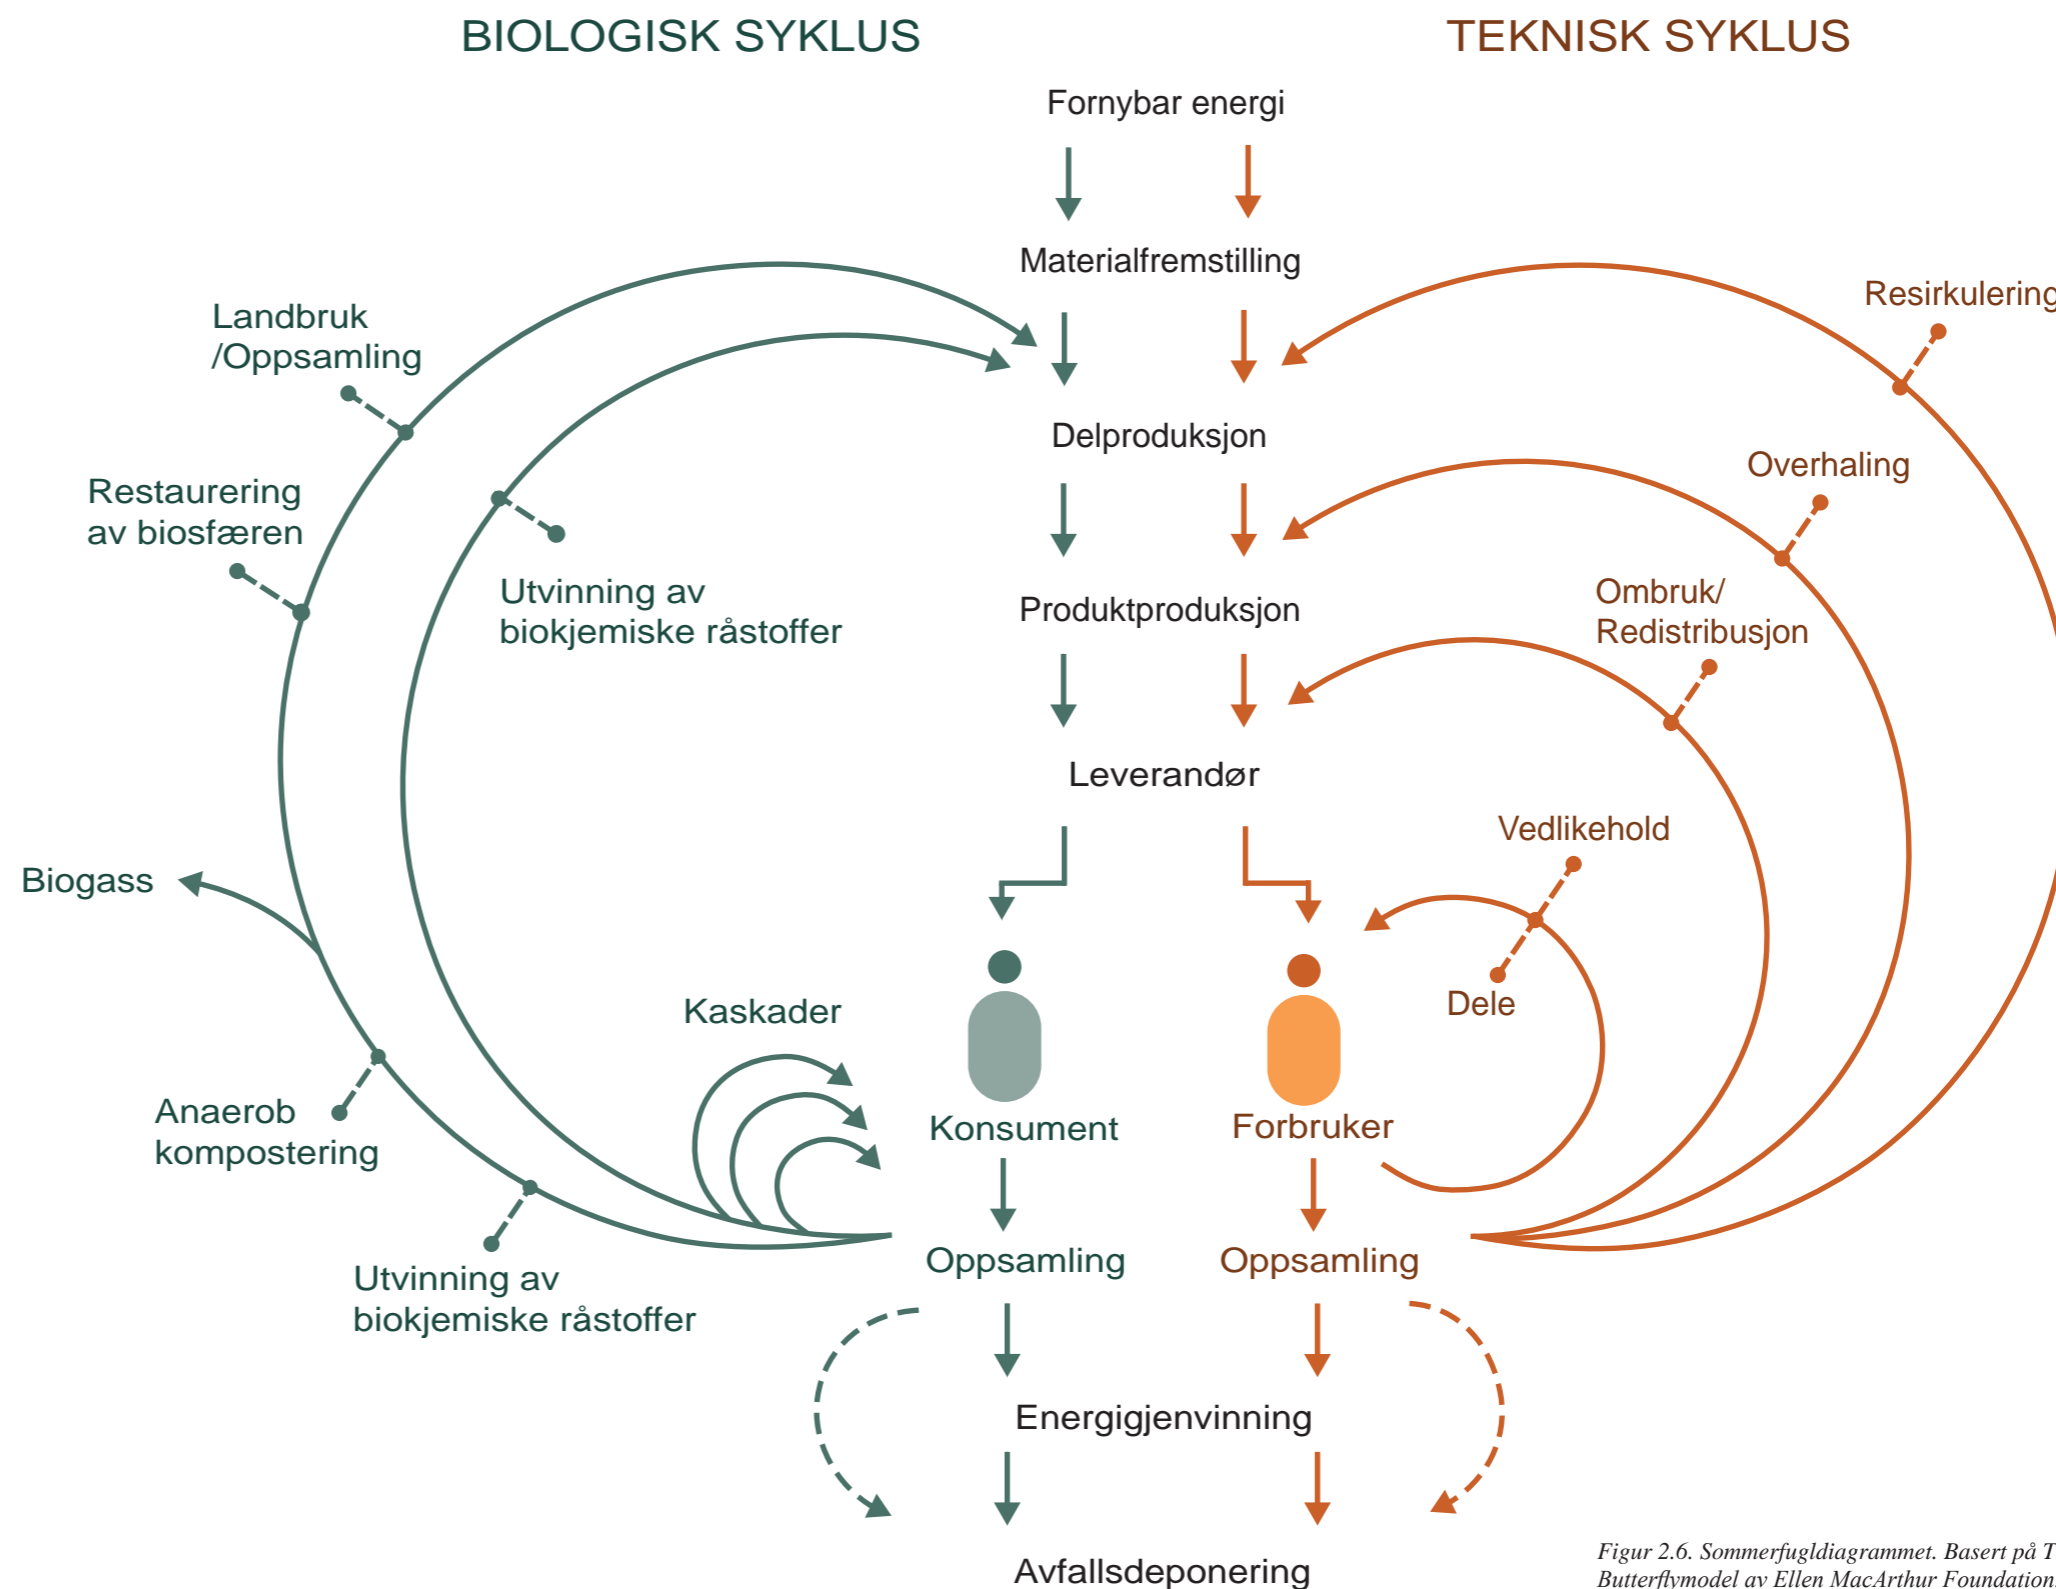 BIOLOGISK SYKLUS
TEKNISK SYKLUS
Fornybar energi
Materialfremstilling
Resirkulering
Landbruk
/Oppsamling
Delproduksjon
Overhaling
Restaurering
av biosfæren
Utvinning av
biokjemiske råstoffer
Produktproduksjon
Ombruk/
Redistribusjon
Leverandør
Vedlikehold
Biogass
Kaskader
Dele
Anaerob
kompostering
Konsument
Forbruker
Oppsamling
Oppsamling
Utvinning av
biokjemiske råstoffer
Energigjenvinning
Avfallsdeponering
Figur 2.6. Sommerfugldiagrammet. Basert på T
Butterflymodel av Ellen MacArthur Foundation